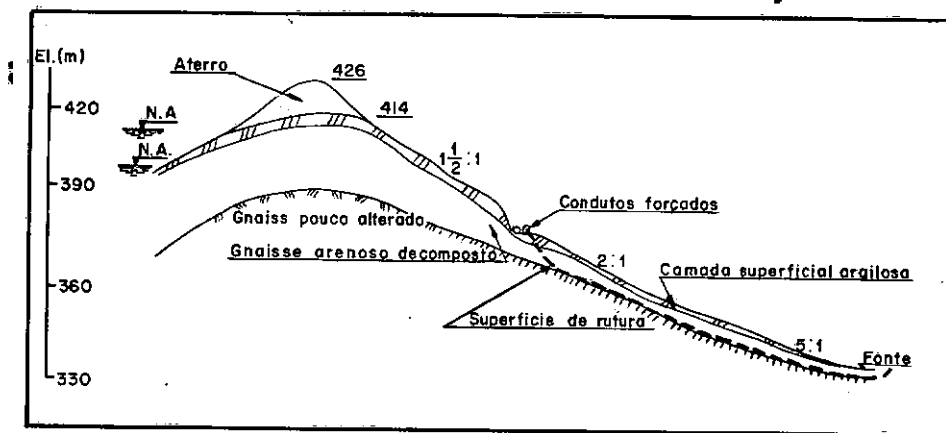 El.(m)
Aterro
426
420
N.A
414
N.A.
1 1/2:1
390
Condutos forçados
Gnaiss pouco alterada
Gnaisse arenoso decomposto
2:1
Camada superficial argilosa
360
Superfície de rutura
5:1
Fonte
330